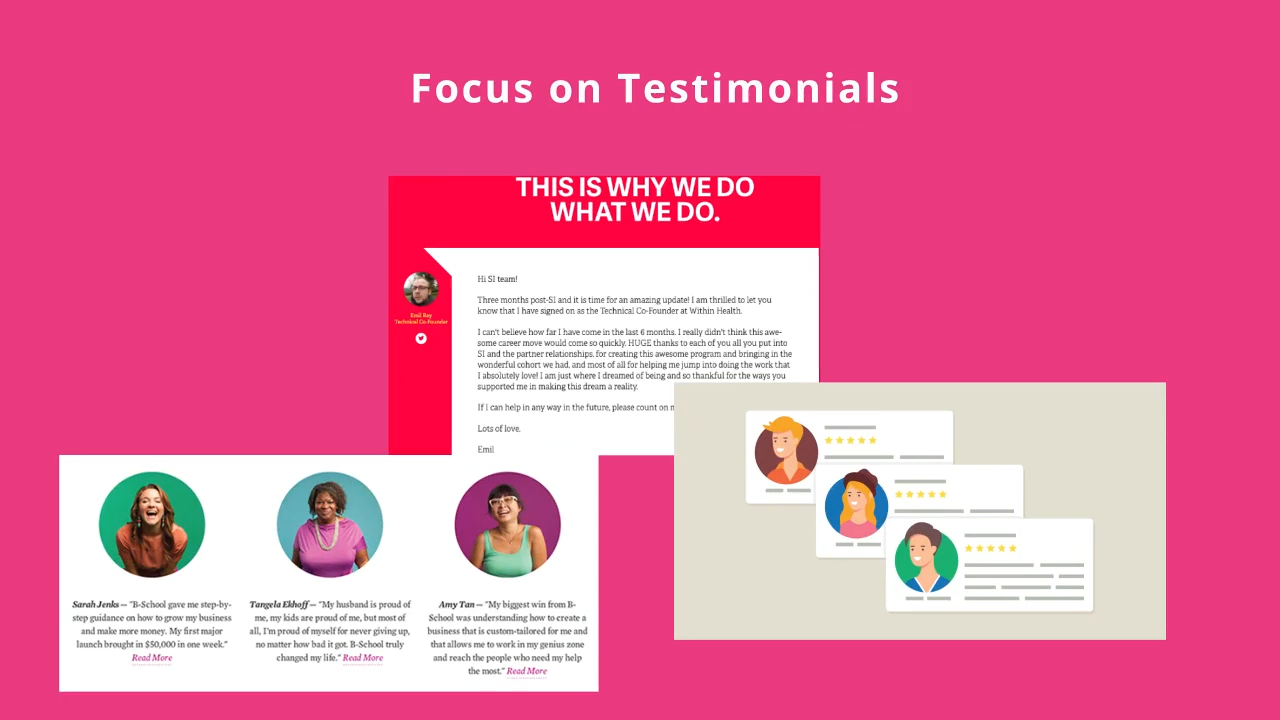 Focus on Testimonials
THIS IS WHY WE DO
WHAT WE DO.
Emil Ray
Technical Co-Founder
Hi SI team!
Three months post-SI and it is time for an amazing update! I am thrilled to let you
know that I have signed on as the Technical Co-Founder at Within Health.
I can't believe how far I have come in the last 6 months. I really didn't think this awe-
some career move would come so quickly. HUGE thanks to each of you all you put into
SI and the partner relationships, for creating this awesome program and bringing in the
wonderful cohort we had, and most of all for helping me jump into doing the work that
I absolutely love! I am just where I dreamed of being and so thankful for the ways you
supported me in making this dream a reality.
If I can help in any way in the future, please count on
Lots of love,
Emil
Sarah Jenks -- "B-School gave me step-by-
step guidance on how to grow my business
and make more money. My first major
launch brought in $50,000 in one week."
Read More
Tangela Ekhoff — "My husband is proud of
me, my kids are proud of me, but most of
all, I'm proud of myself for never giving up,
no matter how bad it got. B-School truly
changed my life." Read More
Amy Tan — "My biggest win from B-
School was understanding how to create a
business that is custom-tailored for me and
that allows me to work in my genius zone
and reach the people who need my help
the most." Read More